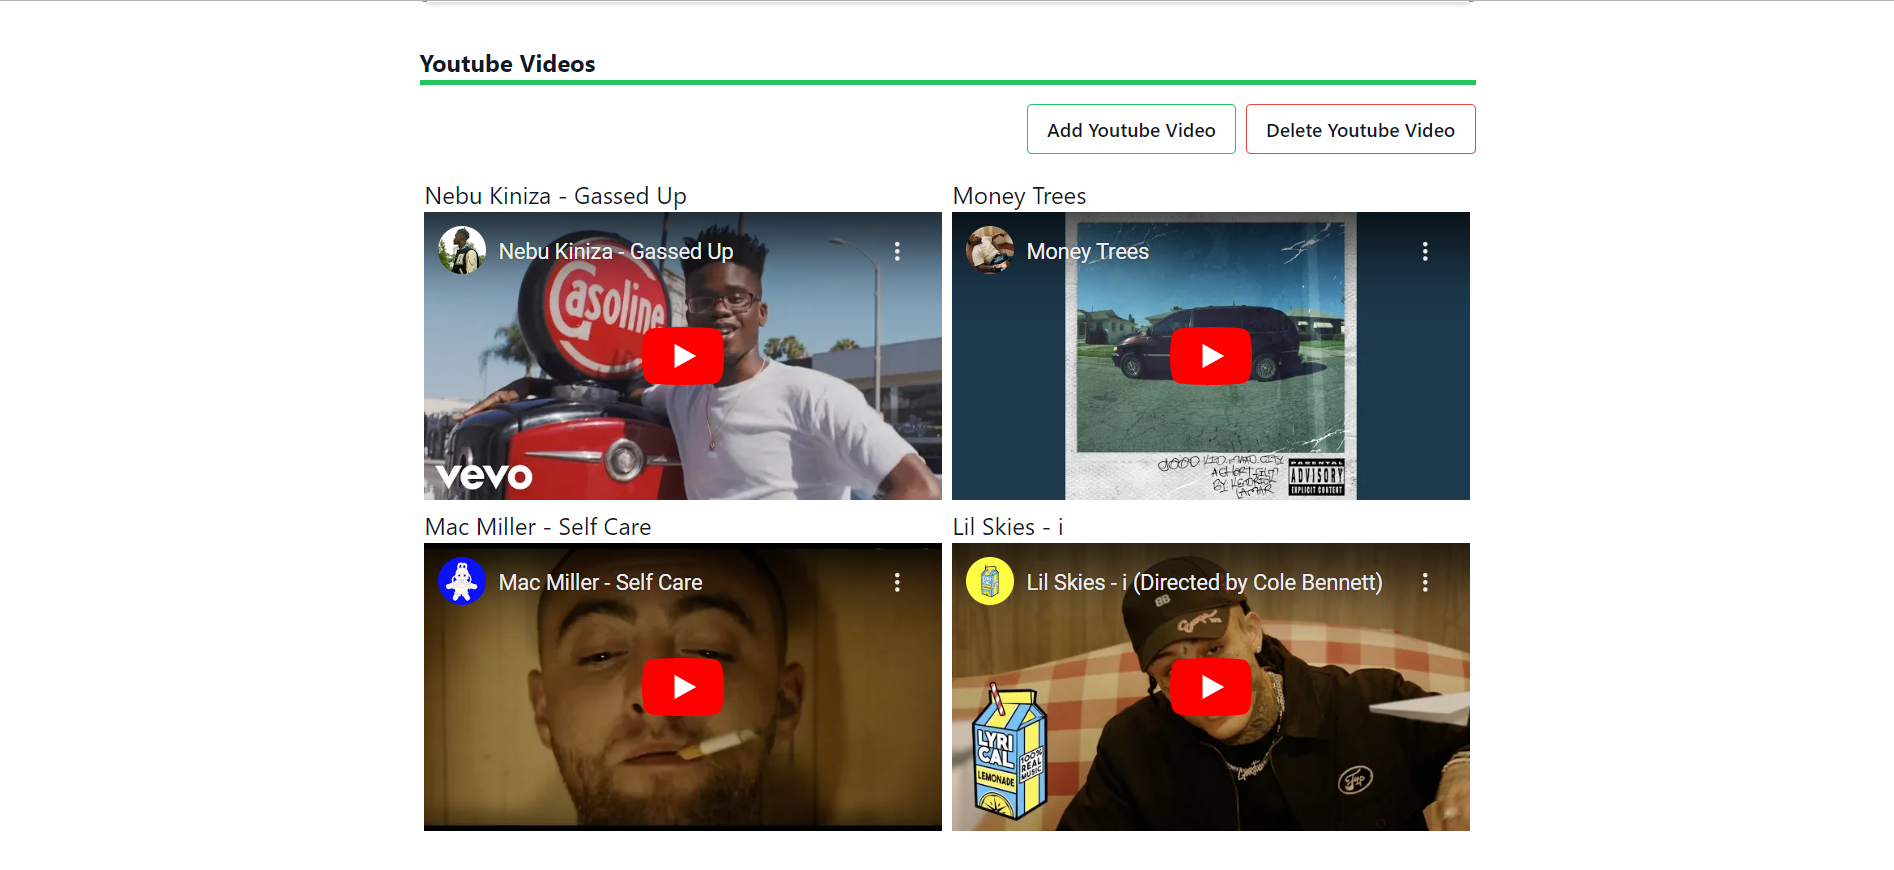 Youtube Videos
Add Youtube Video
Delete Youtube Video
Nebu Kiniza - Gassed Up
Money Trees
Nebu Kiniza - Gassed Up
Gasoline
vevo
Money Trees
good kid, m.A.A.d city
A SHORT FILM
BY KENDRICK
LAMAR
PARENTAL
ADVISORY
EXPLICIT CONTENT
Mac Miller - Self Care
Lil Skies - i
Mac Miller - Self Care
Lil Skies - i (Directed by Cole Bennett)
LYRI
CAL
LEMONADE
100%
REAL
MUSIC